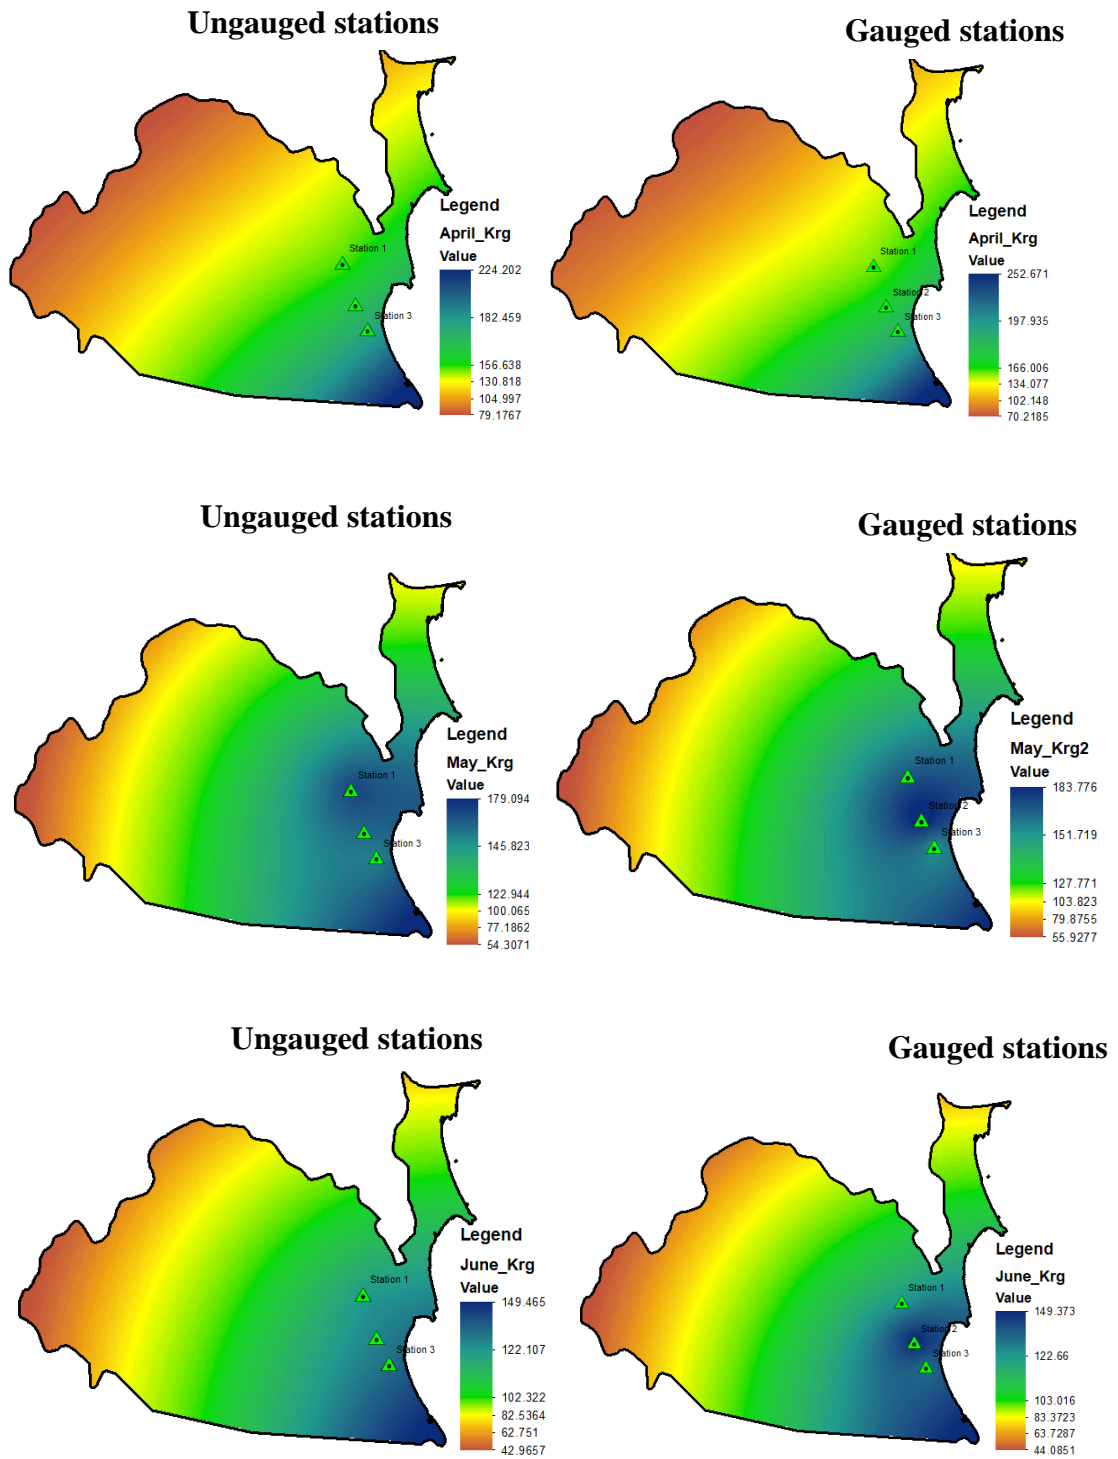 Ungauged stations
Gauged stations
Station 1
Station 3
Legend
April_Krg
Value
224.202
182.459
156.638
130.818
104.997
79.1767
Station 1
Station 2
Station 3
Legend
April_Krg
Value
252.671
197.935
166.006
134.077
102.148
70.2185
Ungauged stations
Gauged stations
Station 1
Station 3
Legend
May_Krg
Value
179.094
145.823
122.944
100.065
77.1862
54.3071
Station 1
Station 2
Station 3
Legend
May_Krg2
Value
183.776
151.719
127.771
103.823
79.8755
55.9277
Ungauged stations
Gauged stations
Station 1
Station 3
Legend
June_Krg
Value
149.465
122.107
102.322
82.5364
62.751
42.9657
Station 1
Station 2
Station 3
Legend
June_Krg
Value
149.373
122.66
103.016
83.3723
63.7287
44.0851